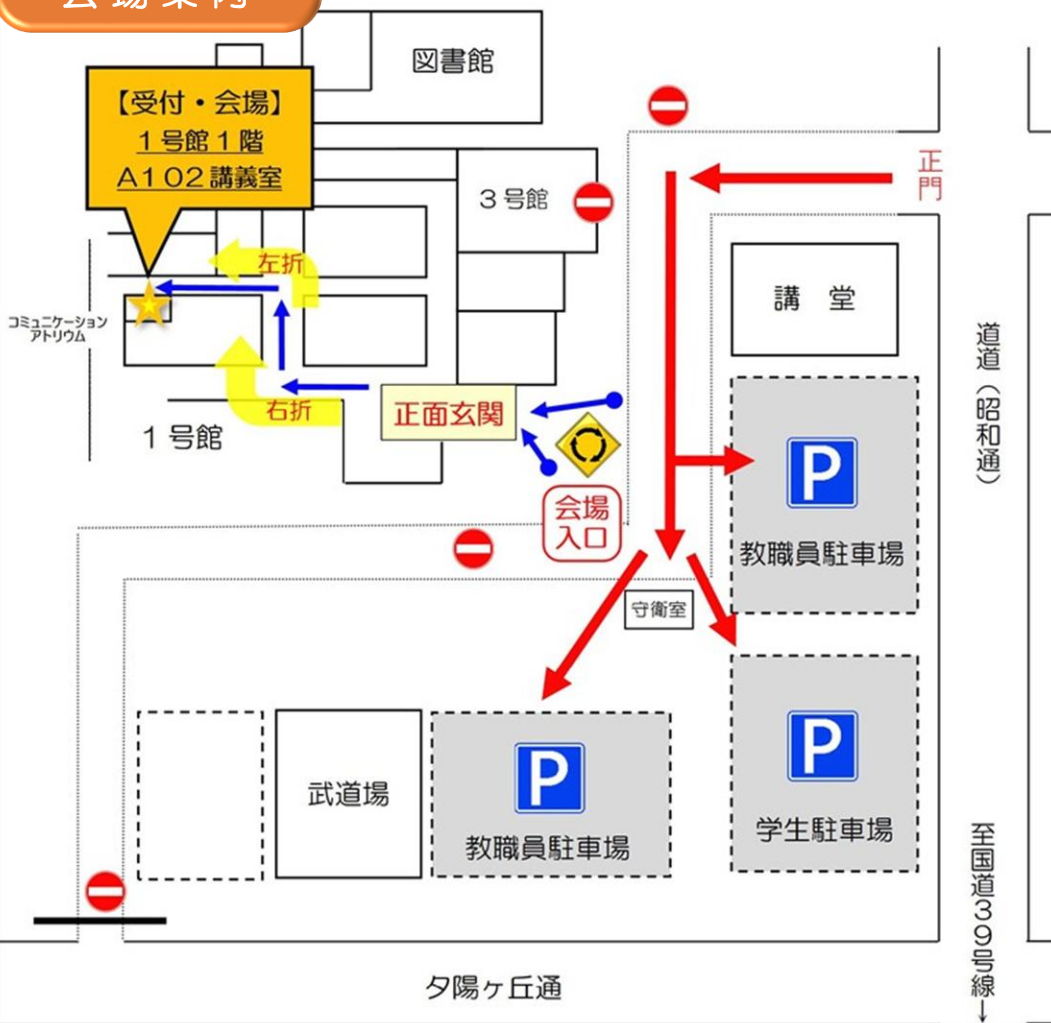 会場案内
図書館
【受付・会場】
1号館1階
A102講義室
正門
3号館
左折
講堂
コミュニケーション
アトリウム
道道（昭和通）
正面玄関
右折
1号館
P
会場
入口
教職員駐車場
守衛室
P
P
武道場
学生駐車場
教職員駐車場
至国道39号線→
夕陽ヶ丘通